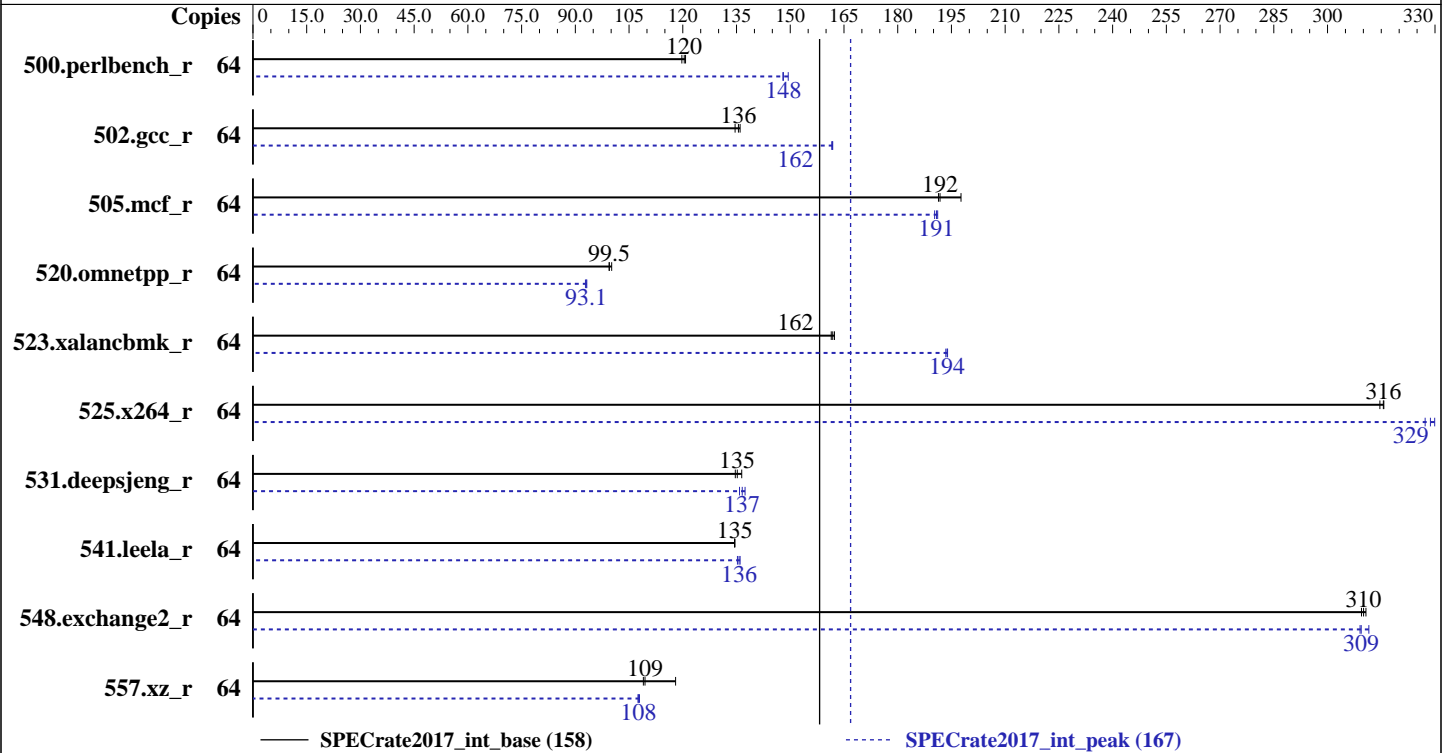 Copies 0 15.0 30.0 45.0 60.0 75.0 90.0 105 120 135 150 165 180 195 210 225 240 255 270 285 300 330
120
500.perlbench_r 64
148
136
502.gcc_r 64
162
192
505.mcf_r 64
191
99.5
520.omnetpp_r 64
93.1
162
523.xalancbmk_r 64
194
316
525.x264_r 64
329
135
531.deepsjeng_r 64
137
135
541.leela_r 64
136
310
548.exchange2_r 64
309
109
557.xz_r 64
108
SPECrate2017_int_base (158) SPECrate2017_int_peak (167)